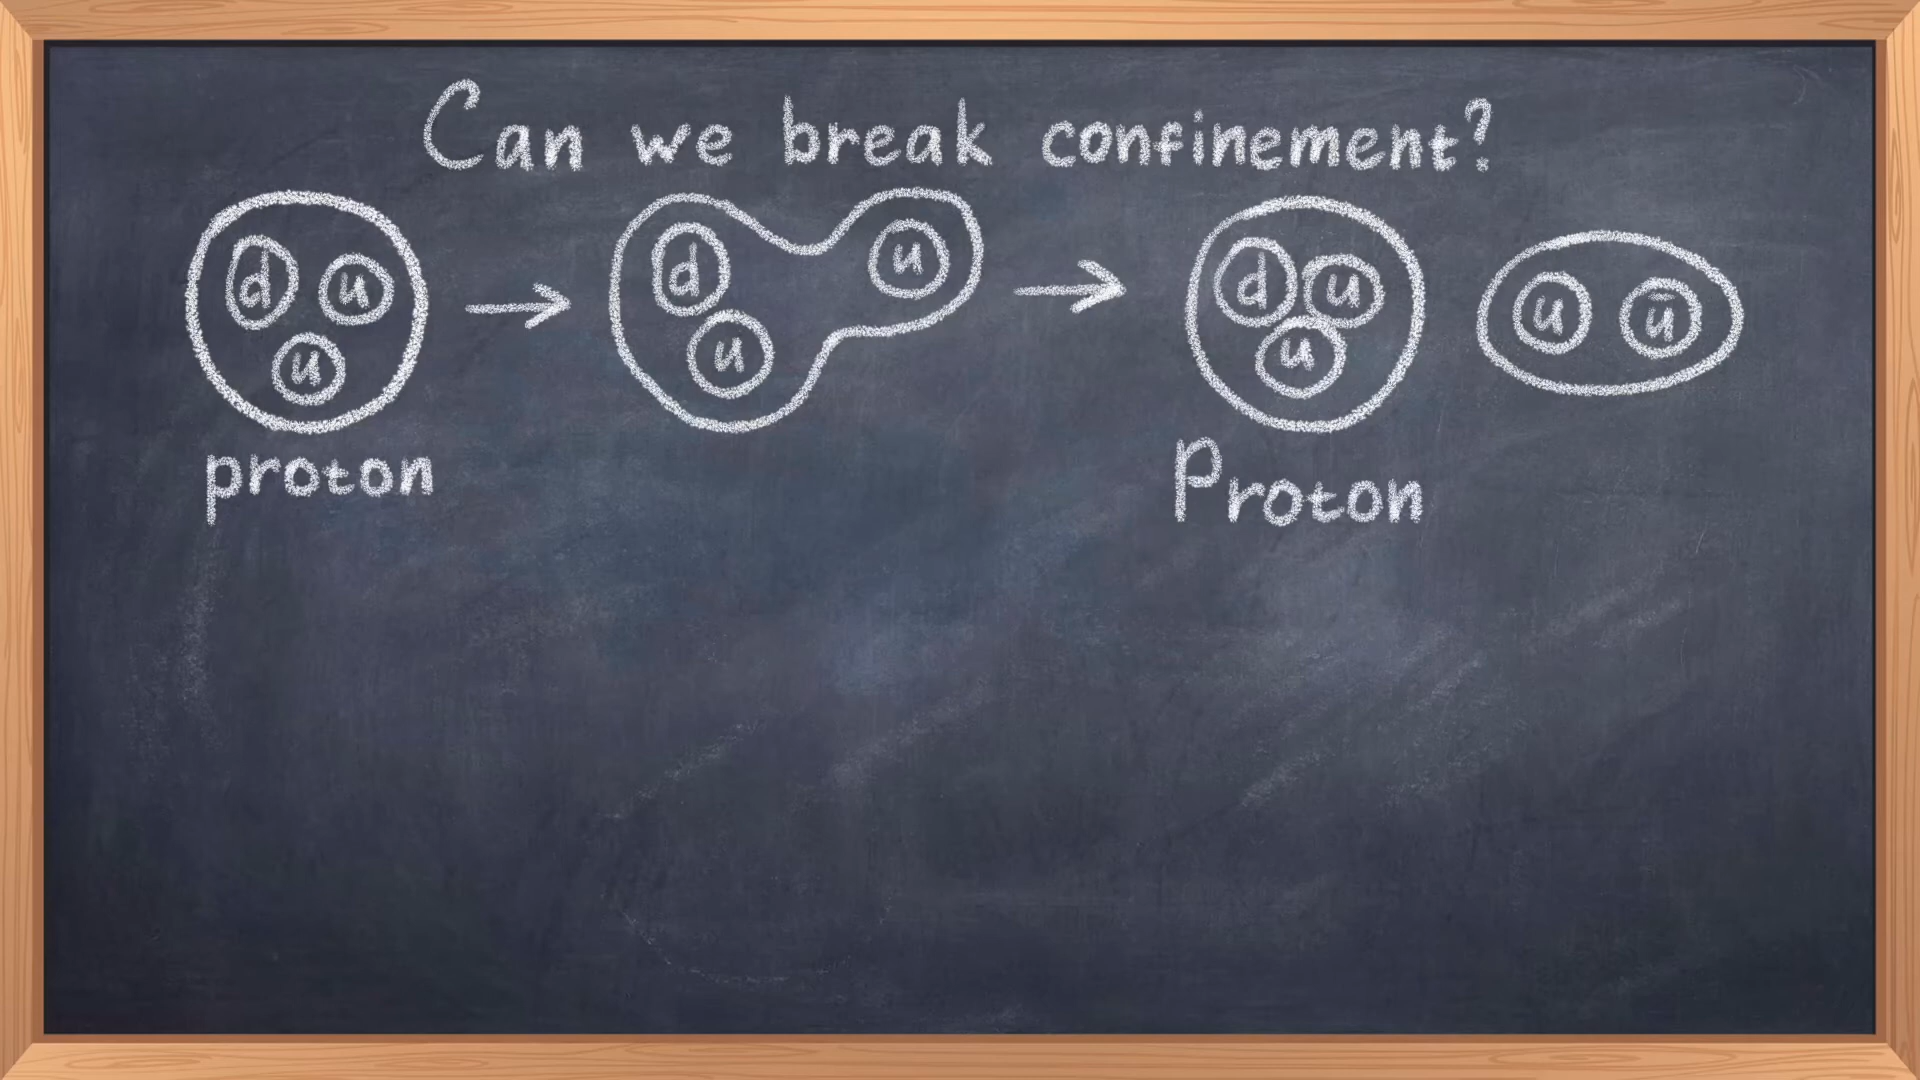 Can we break confinement?
d u u
d u u
d u u
u ū
proton
Proton